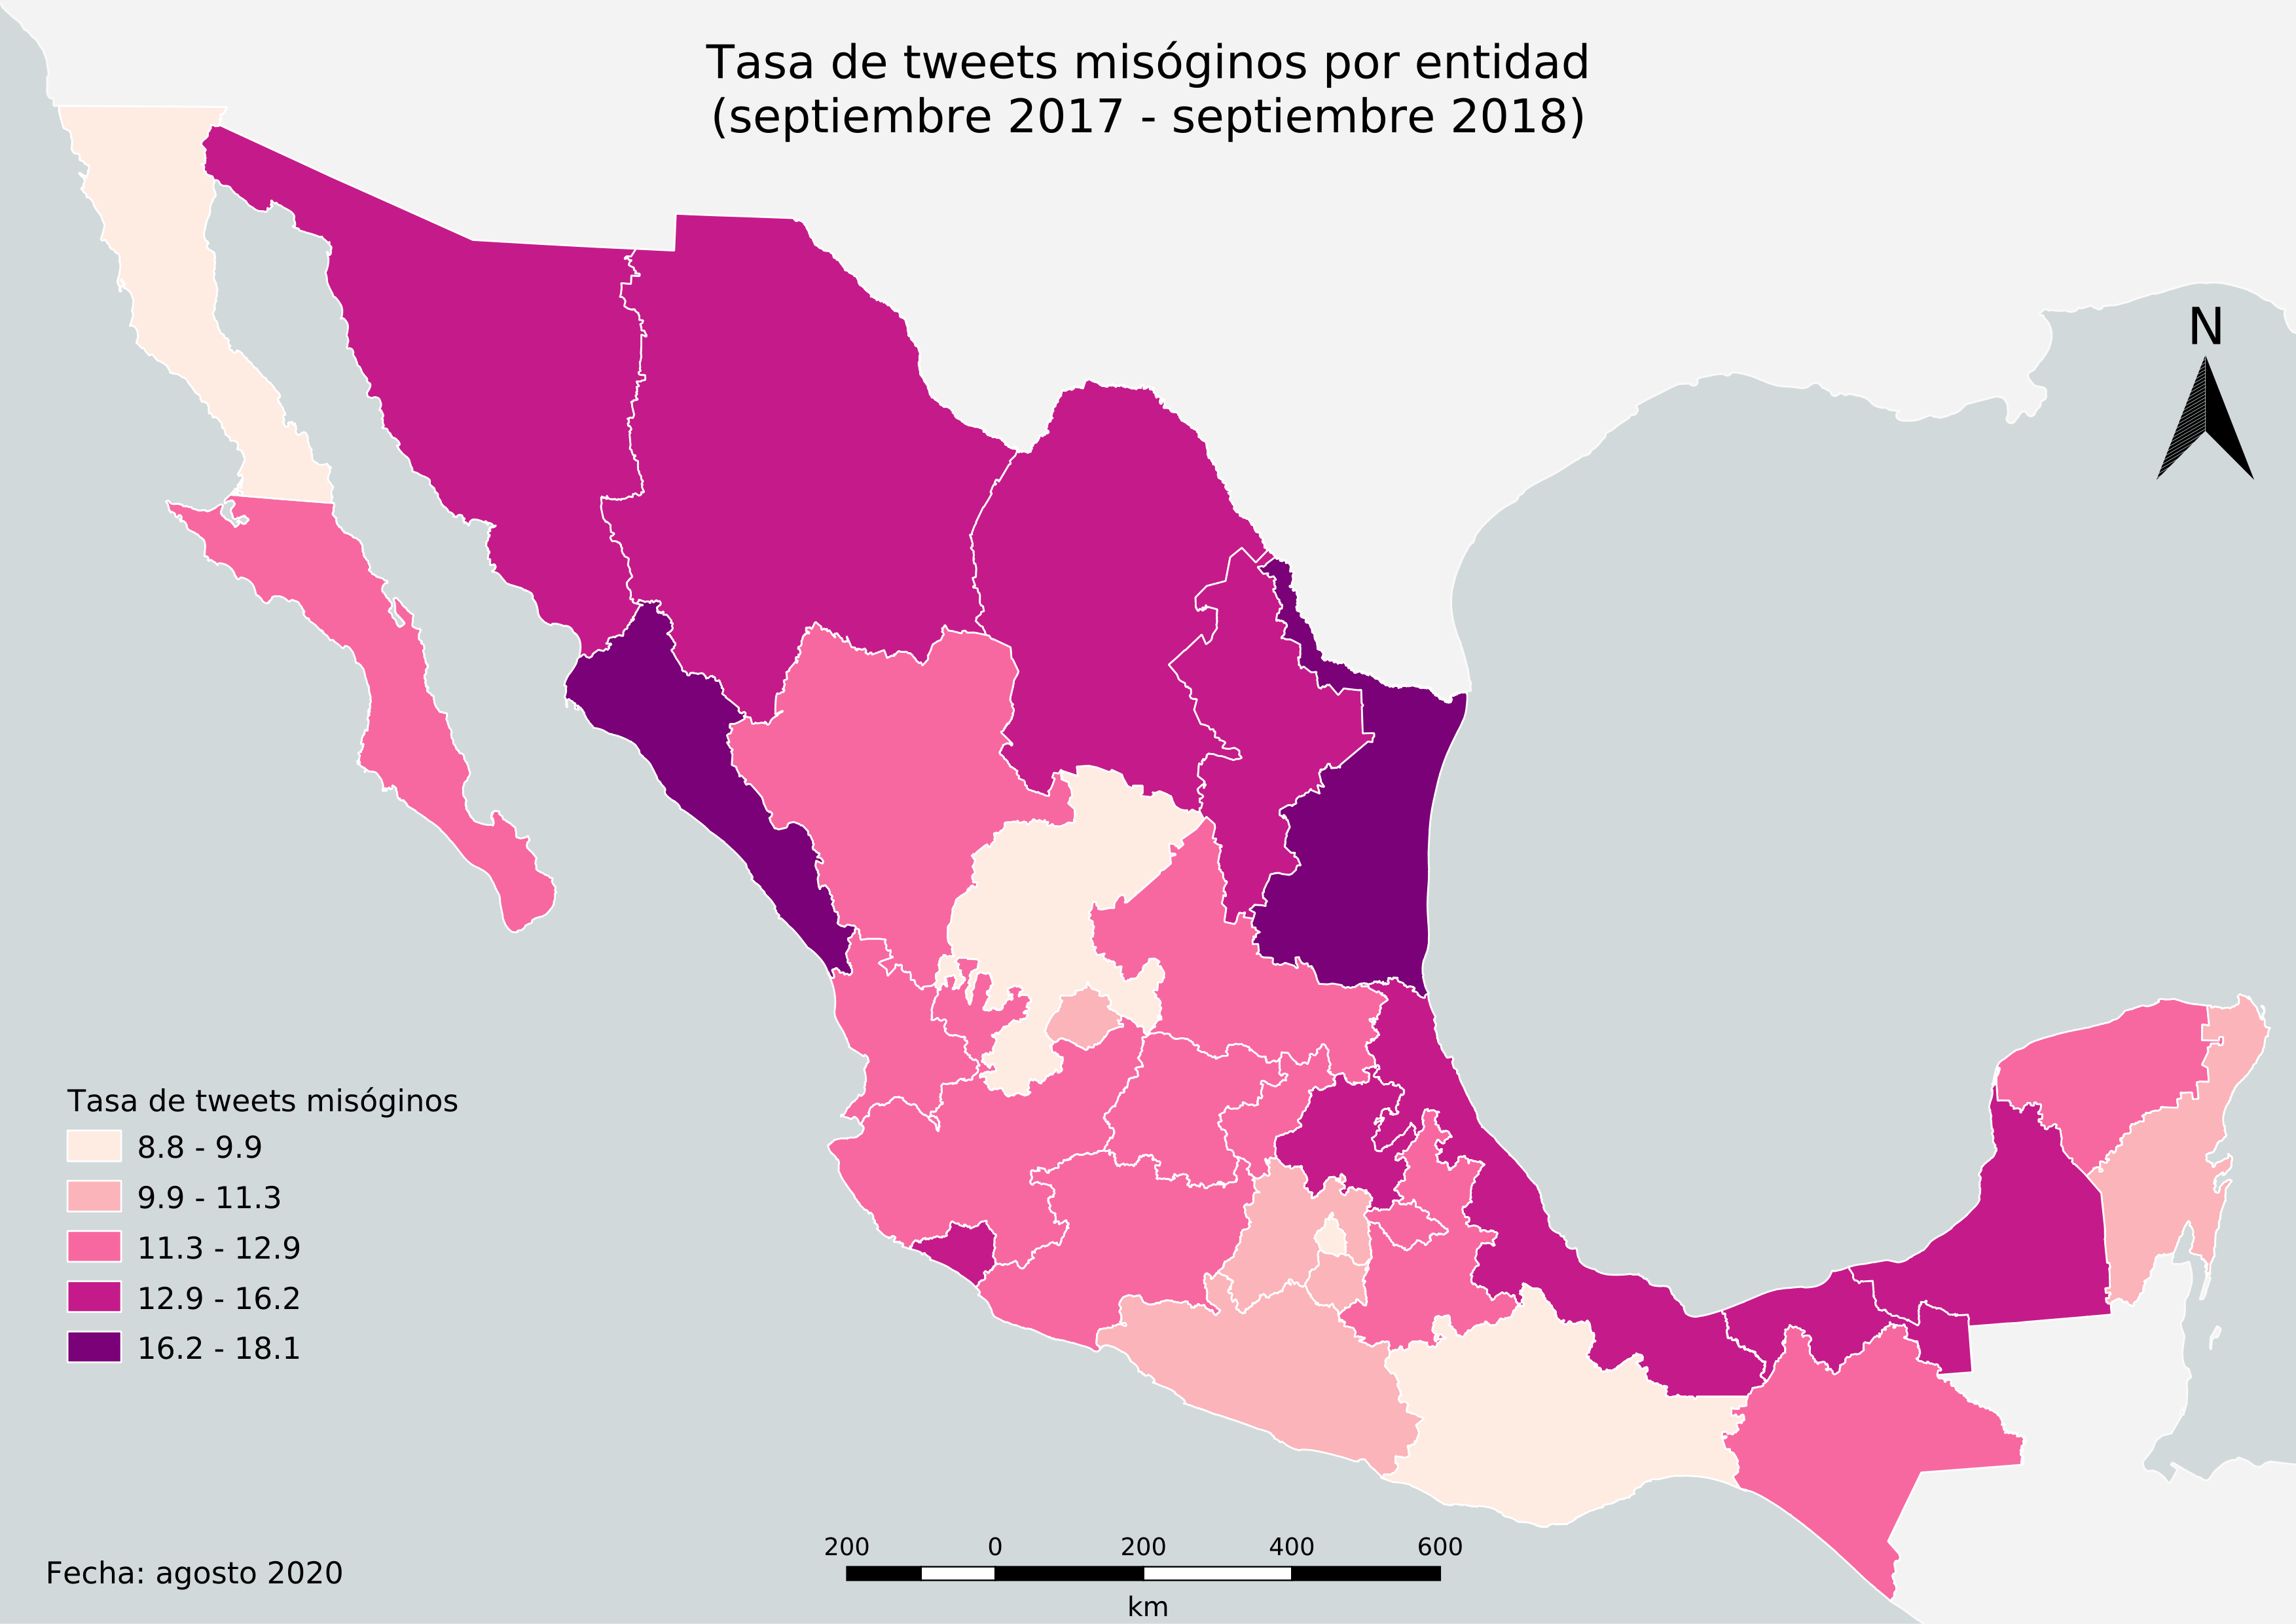 Tasa de tweets misóginos por entidad
(septiembre 2017 - septiembre 2018)
N
Tasa de tweets misóginos
8.8 - 9.9
9.9 - 11.3
11.3 - 12.9
12.9 - 16.2
16.2 - 18.1
Fecha: agosto 2020
200 0 200 400 600
km